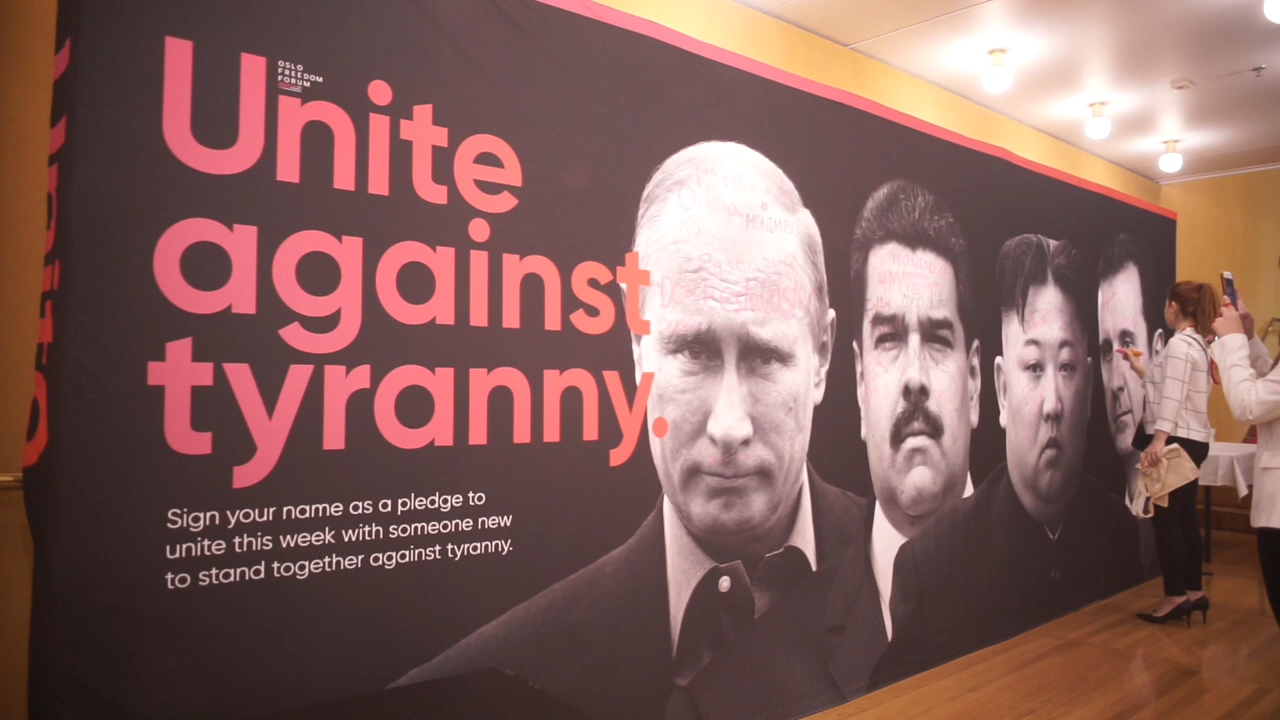 OSLO
FREEDOM
FORUM
Unite
against
tyranny.
Sign your name as a pledge to
unite this week with someone new
to stand together against tyranny.
#
MONIMBO